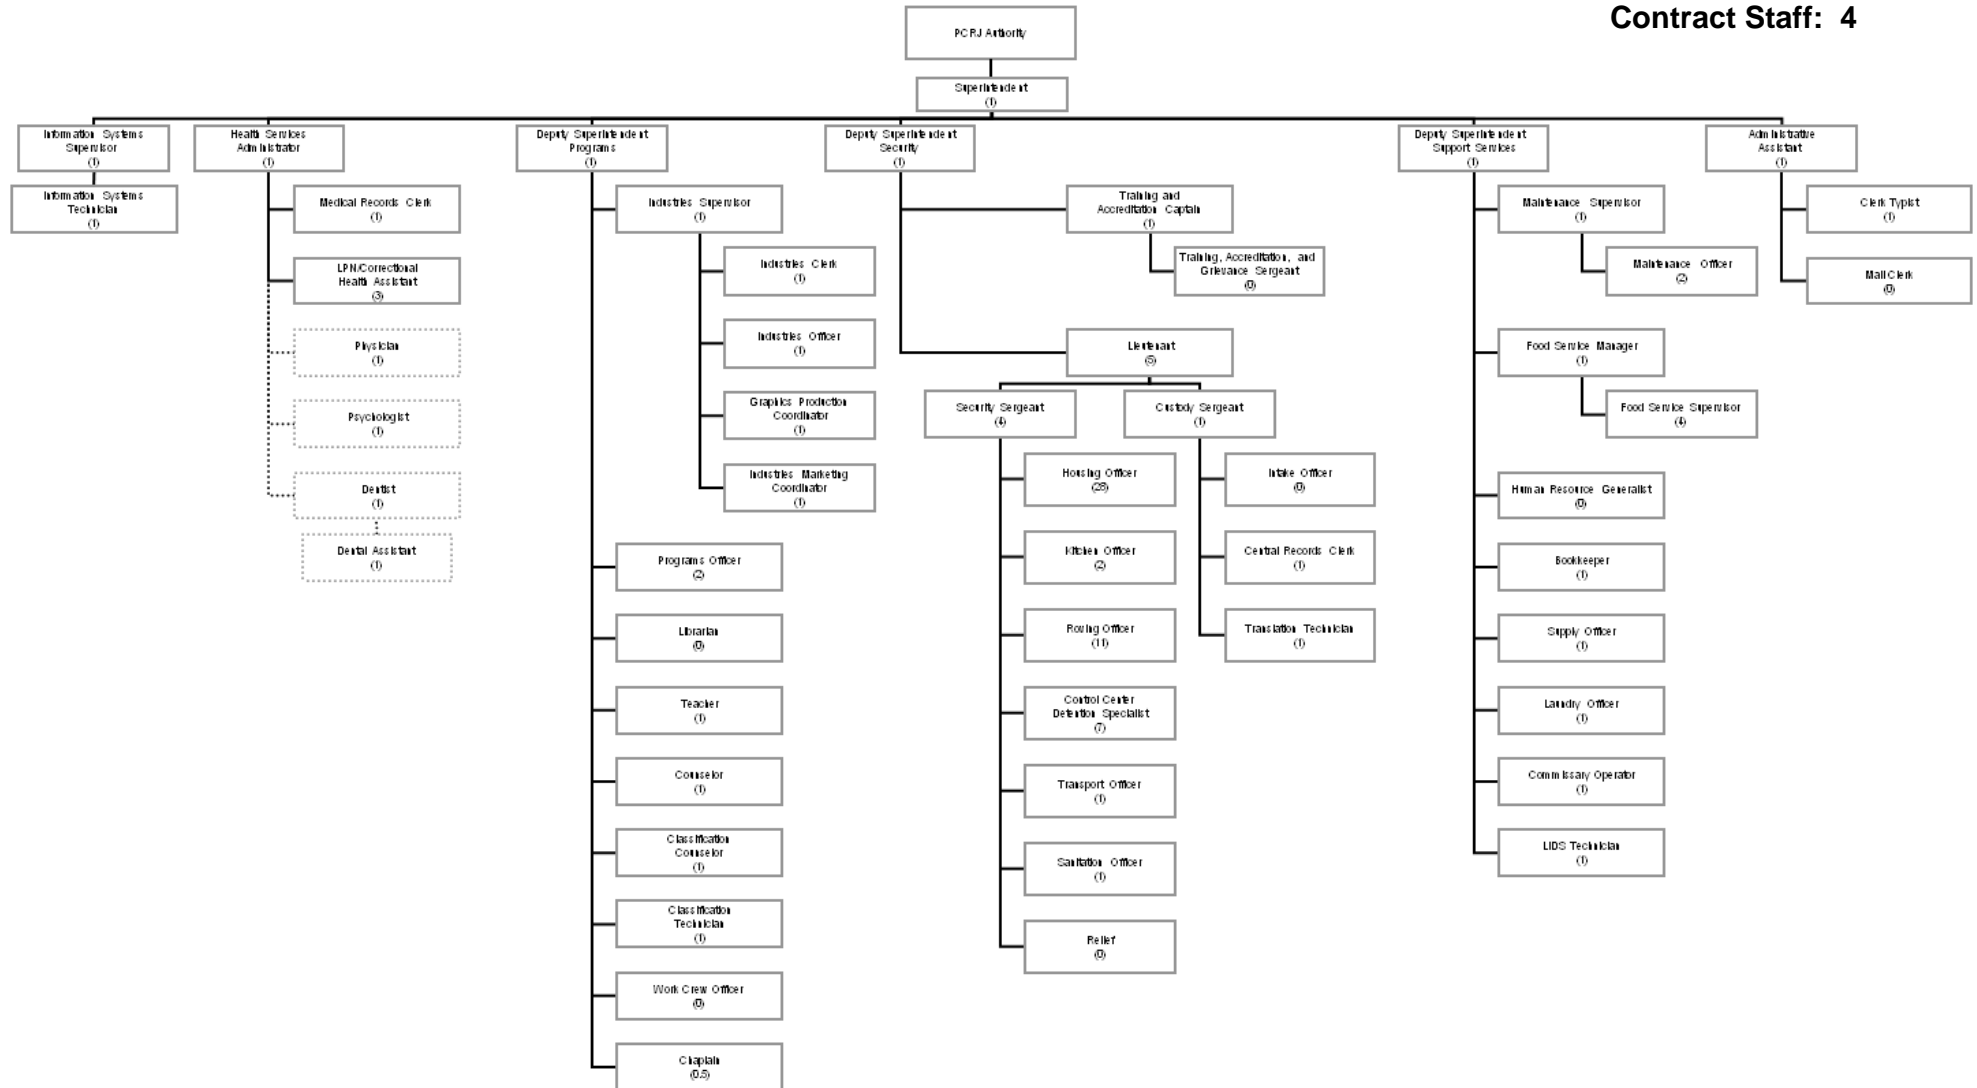 Contract Staff: 4
PCRJ Authority
Superintendent
(1)
Information Systems
Supervisor
(1)
Information Systems
Technician
(1)
Health Services
Administrator
(1)
Medical Records Clerk
(1)
LPN/Correctional
Health Assistant
(3)
Physician
(1)
Psychologist
(1)
Dentist
(1)
Dental Assistant
(1)
Deputy Superintendent
Programs
(1)
Industries Supervisor
(1)
Industries Clerk
(1)
Industries Officer
(1)
Graphics Production
Coordinator
(1)
Industries Marketing
Coordinator
(1)
Programs Officer
(2)
Librarian
(0)
Teacher
(1)
Counselor
(1)
Classification
Counselor
(1)
Classification
Technician
(1)
Work Crew Officer
(0)
Chaplain
(0.5)
Deputy Superintendent
Security
(1)
Training and
Accreditation Captain
(1)
Training, Accreditation, and
Grievance Sergeant
(0)
Lieutenant
(5)
Security Sergeant
(4)
Housing Officer
(28)
Kitchen Officer
(2)
Roving Officer
(11)
Control Center
Detention Specialist
(7)
Transport Officer
(1)
Sanitation Officer
(1)
Relief
(0)
Custody Sergeant
(1)
Intake Officer
(0)
Central Records Clerk
(1)
Translation Technician
(1)
Deputy Superintendent
Support Services
(1)
Maintenance Supervisor
(1)
Maintenance Officer
(2)
Food Service Manager
(1)
Food Service Supervisor
(4)
Human Resource Generalist
(0)
Bookkeeper
(1)
Supply Officer
(1)
Laundry Officer
(1)
Commissary Operator
(1)
LIDS Technician
(1)
Administrative
Assistant
(1)
Clerk Typist
(1)
Mail Clerk
(0)